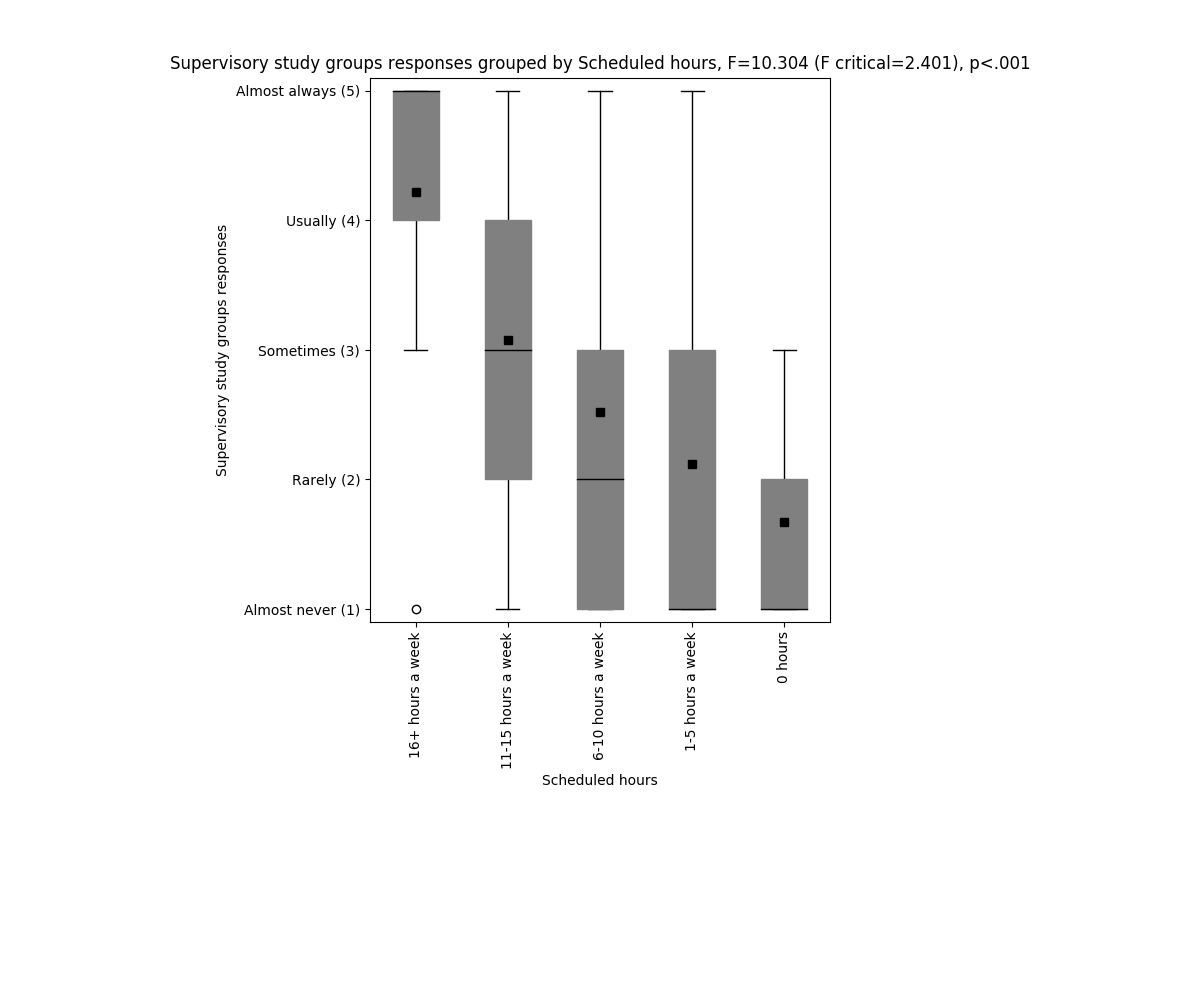 Supervisory study groups responses grouped by Scheduled hours, F=10.304 (F critical=2.401), p<.001
Almost always (5)
Usually (4)
Sometimes (3)
Rarely (2)
Almost never (1)
Supervisory study groups responses
16+ hours a week
11-15 hours a week
6-10 hours a week
1-5 hours a week
0 hours
Scheduled hours